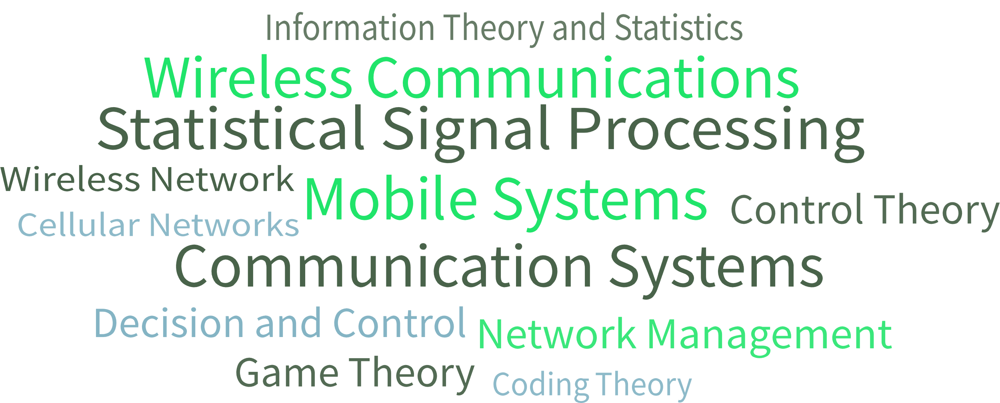 Information Theory and Statistics
Wireless Communications
Statistical Signal Processing
Wireless Network
Mobile Systems
Control Theory
Cellular Networks
Communication Systems
Decision and Control
Network Management
Game Theory
Coding Theory